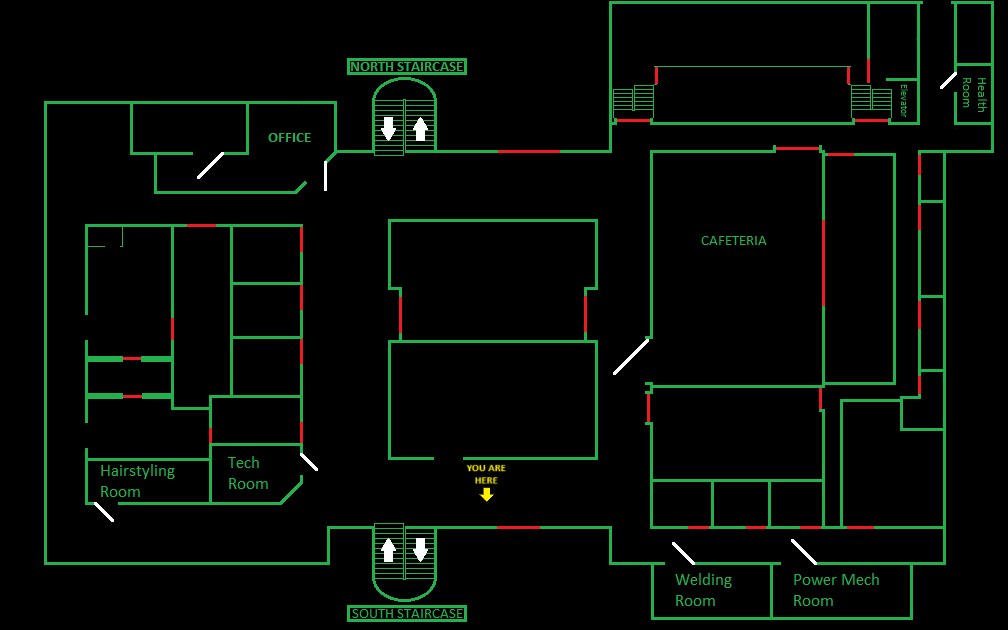 NORTH STAIRCASE
OFFICE
Elevator
Health
Room
CAFETERIA
Hairstyling
Room
Tech
Room
YOU ARE
HERE
Welding
Room
Power Mech
Room
SOUTH STAIRCASE